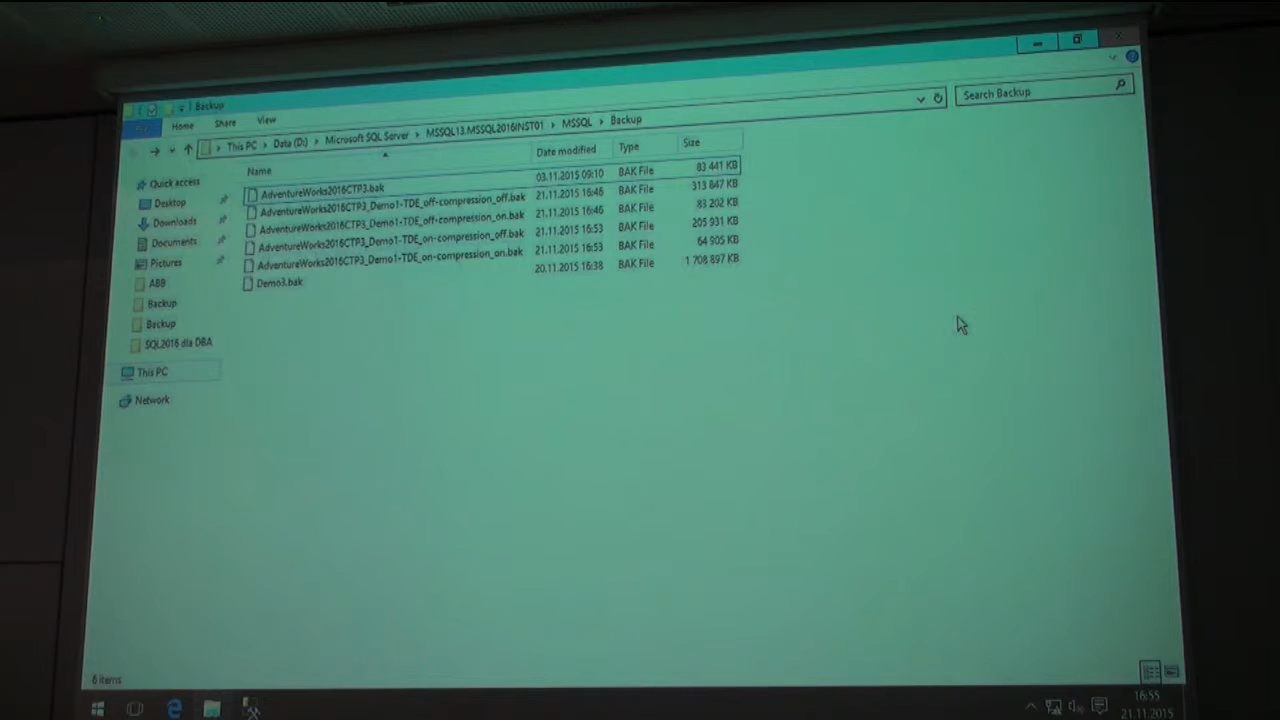 Backup
Home Share View
This PC > Data (D:) > Microsoft SQL Server > MSSQL13.MSSQL2016INST01 > MSSQL > Backup
Search Backup
Name Date modified Type Size
AdventureWorks2016CTP3.bak 03.11.2015 09:10 BAK File 83 441 KB
AdventureWorks2016CTP3_Demo1-TDE_off-compression_off.bak 21.11.2015 16:46 BAK File 313 847 KB
AdventureWorks2016CTP3_Demo1-TDE_off-compression_on.bak 21.11.2015 16:46 BAK File 83 202 KB
AdventureWorks2016CTP3_Demo1-TDE_on-compression_off.bak 21.11.2015 16:53 BAK File 205 931 KB
AdventureWorks2016CTP3_Demo1-TDE_on-compression_on.bak 21.11.2015 16:53 BAK File 64 905 KB
Demo3.bak 20.11.2015 16:38 BAK File 1 708 897 KB
Quick access
Desktop
Downloads
Documents
Pictures
ABB
Backup
Backup
SQL2016 dla DBA
This PC
Network
6 items
16:55
21.11.2015